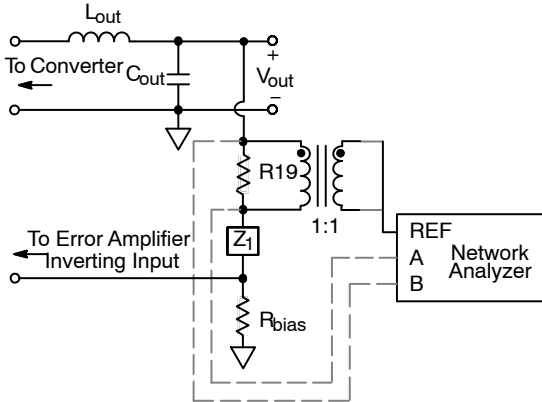 Lout
To Converter
Cout
+
Vout
−
R19
1:1
To Error Amplifier
Inverting Input
Z1
Rbias
REF
A
B
Network
Analyzer